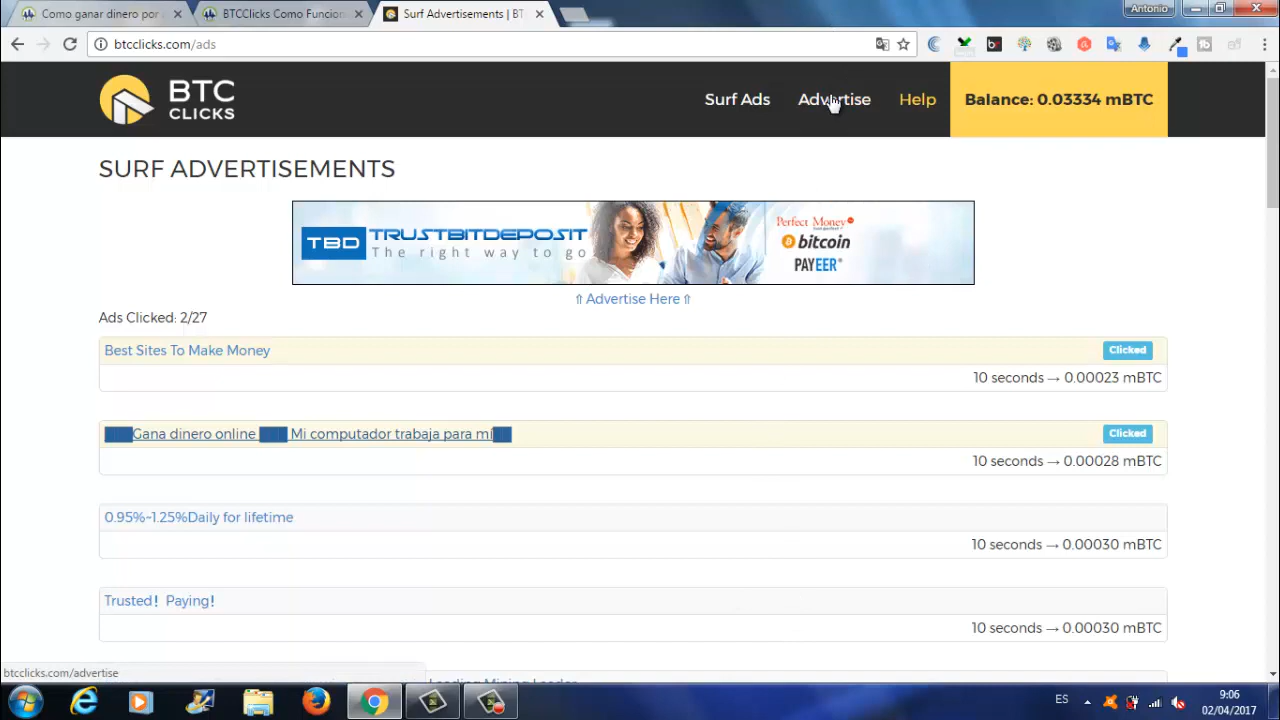 Como ganar dinero por
BTCClicks Como Funcion
Surf Advertisements | BT
Antonio
btcclicks.com/ads
BTC
CLICKS
Surf Ads
Advertise
Help
Balance: 0.03334 mBTC
SURF ADVERTISEMENTS
TBD TRUSTBITDEPOSIT
The right way to go
Perfect Money
bitcoin
PAYEER
⇑ Advertise Here ⇑
Ads Clicked: 2/27
Best Sites To Make Money
Clicked
10 seconds → 0.00023 mBTC
Gana dinero online Mi computador trabaja para mí
Clicked
10 seconds → 0.00028 mBTC
0.95%~1.25%Daily for lifetime
10 seconds → 0.00030 mBTC
Trusted！Paying!
10 seconds → 0.00030 mBTC
btcclicks.com/advertise
Leading Mining Leader
ES
9:06
02/04/2017